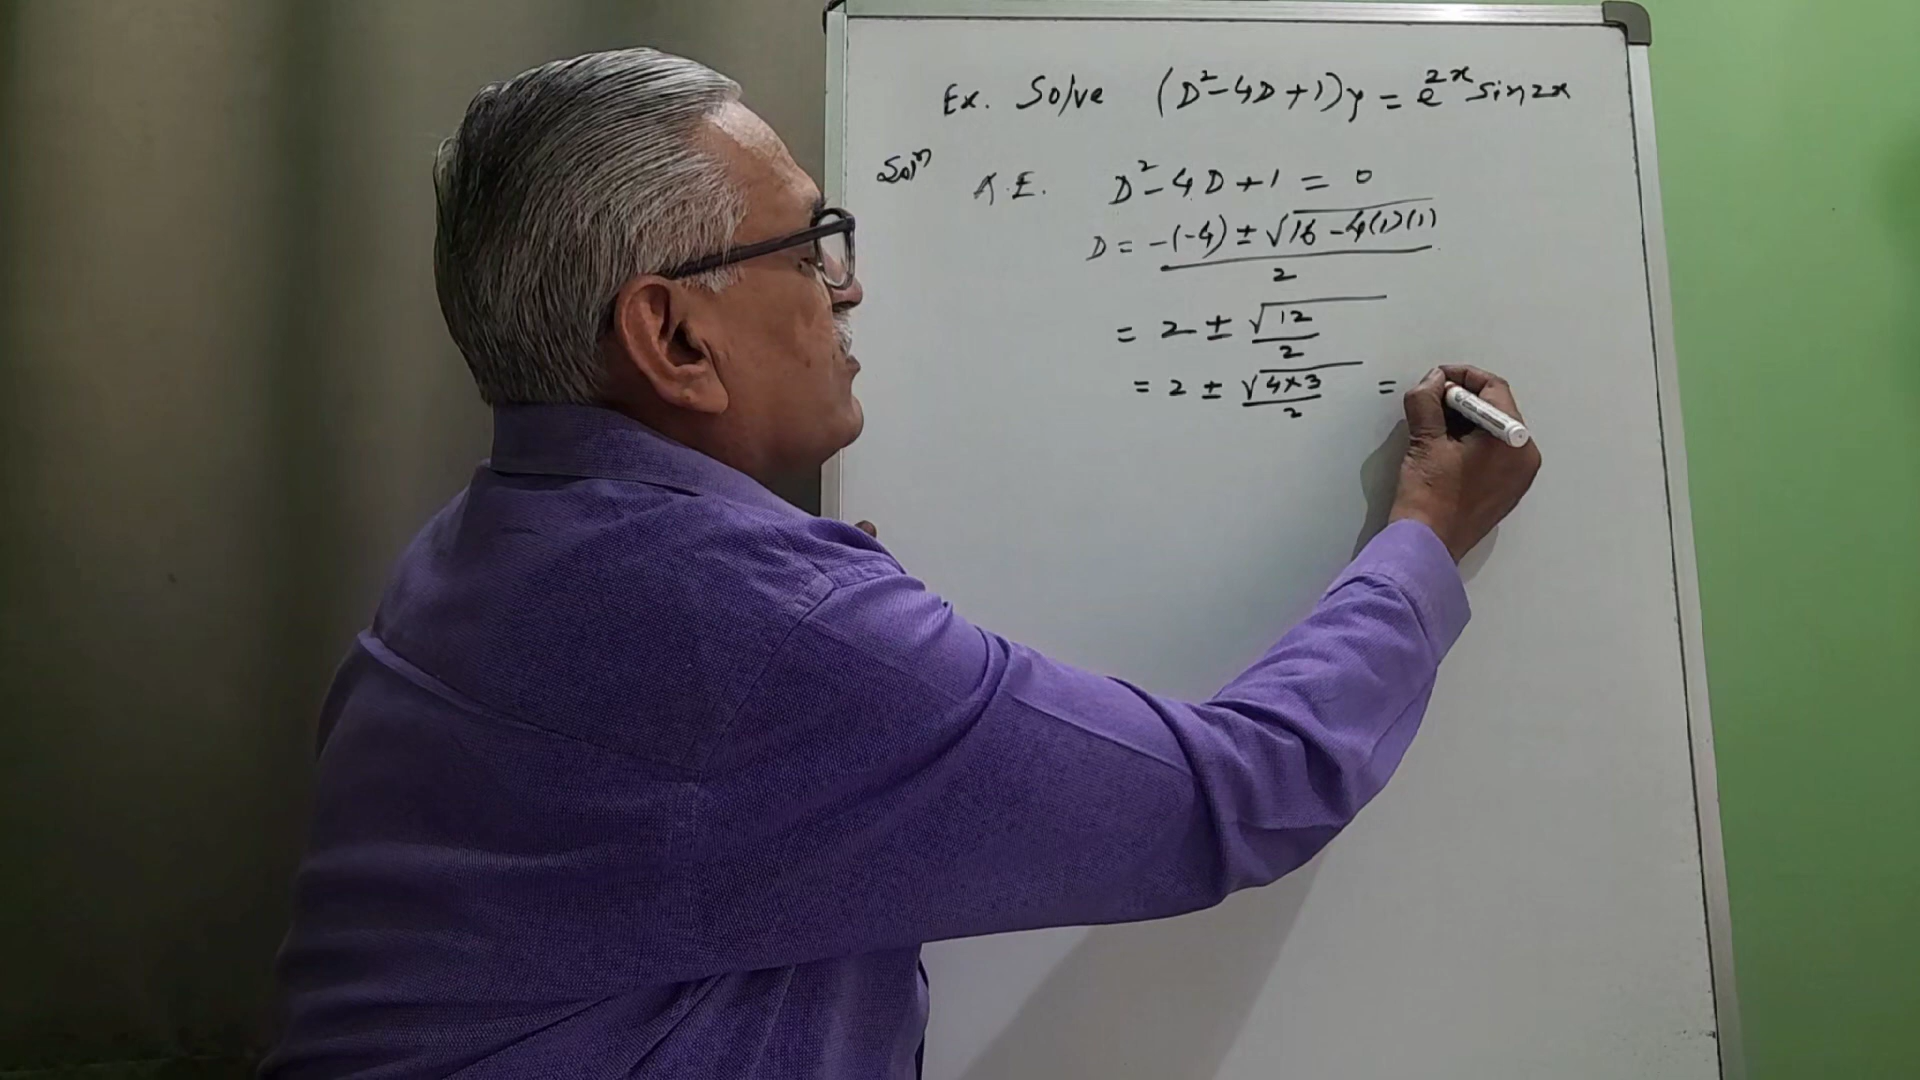 Ex. Solve (D²-4D+1)y = e²ˣ sin2x
Solⁿ A.E. D²-4D+1 = 0
D = -(-4) ± √16-4(1)(1) / 2
= 2 ± √12 / 2
= 2 ± √4×3 / 2 =